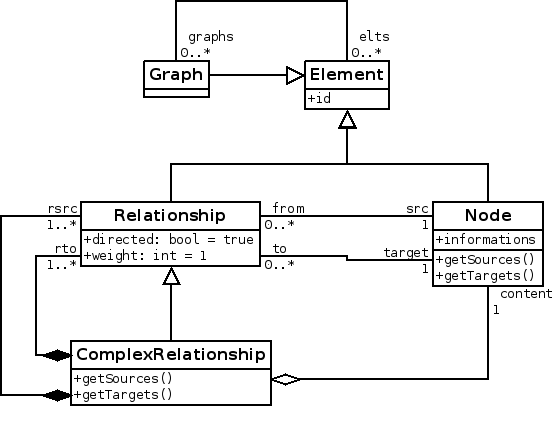 graphs
elts
0..*
0..*
Graph
Element
+id
rsrc
Relationship
from
src
Node
1..*
0..*
1
+directed: bool = true
+informations
rto
+weight: int = 1
to
target
+getSources()
1..*
0..*
1
+getTargets()
content
1
ComplexRelationship
+getSources()
+getTargets()